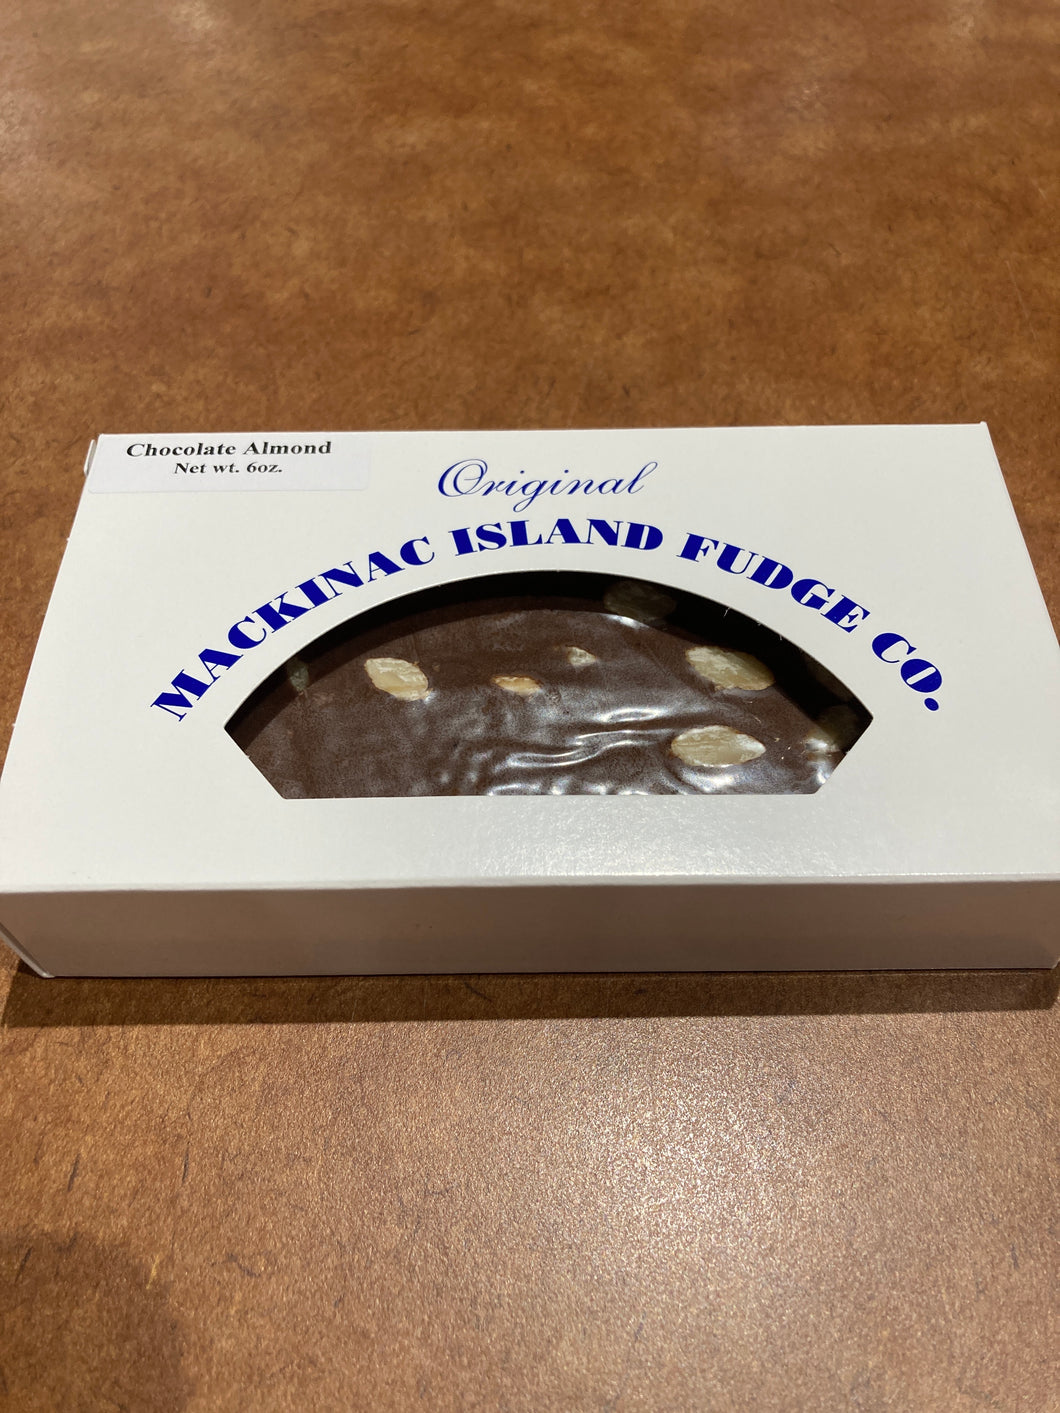 Chocolate Almond
Net wt. 6oz.
Original
MACKINAC ISLAND FUDGE CO.